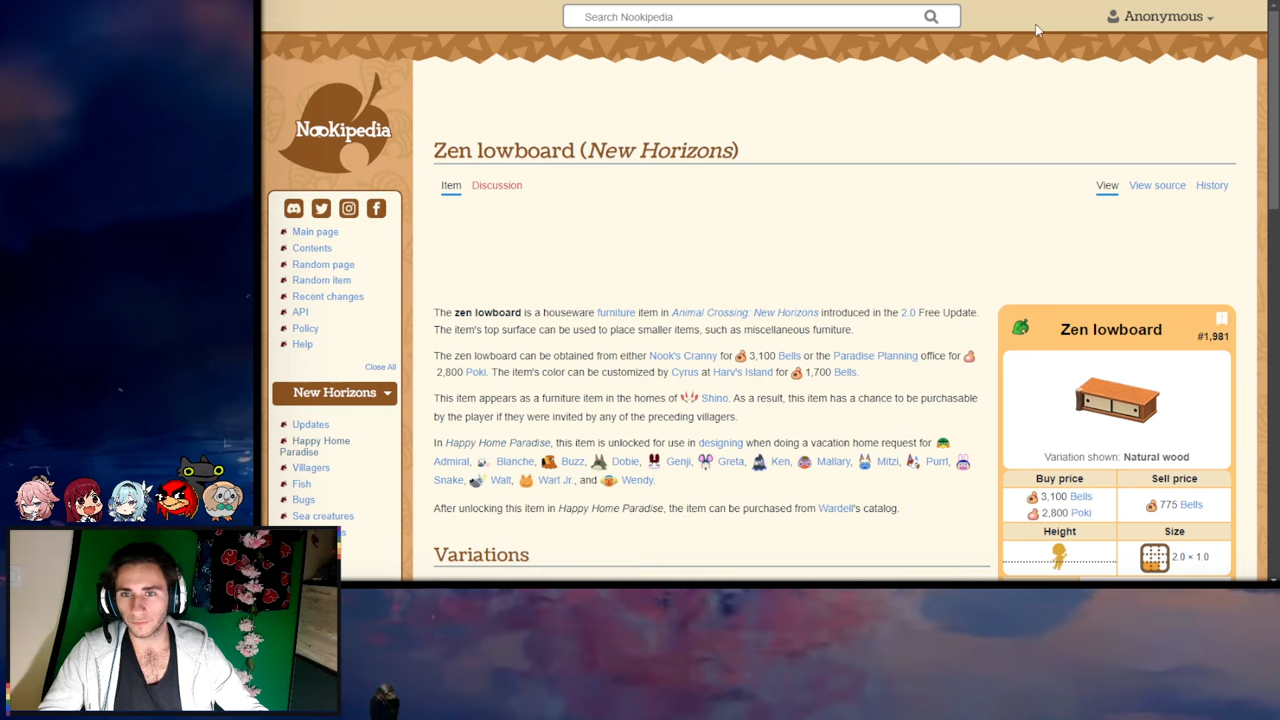 Search Nookipedia
Anonymous
Nookipedia
Zen lowboard (New Horizons)
Item Discussion
View View source History
Main page
Contents
Random page
Random item
Recent changes
API
Policy
Help
Close All
New Horizons
Updates
Happy Home
Paradise
Villagers
Fish
Bugs
Sea creatures
The zen lowboard is a houseware furniture item in Animal Crossing: New Horizons introduced in the 2.0 Free Update.
The item's top surface can be used to place smaller items, such as miscellaneous furniture.
The zen lowboard can be obtained from either Nook's Cranny for 3,100 Bells or the Paradise Planning office for
2,800 Poki. The item's color can be customized by Cyrus at Harv's Island for 1,700 Bells.
This item appears as a furniture item in the homes of Shino. As a result, this item has a chance to be purchasable
by the player if they were invited by any of the preceding villagers.
In Happy Home Paradise, this item is unlocked for use in designing when doing a vacation home request for
Admiral, Blanche, Buzz, Dobie, Genji, Greta, Ken, Mallary, Mitzi, Purrl,
Snake, Walt, Wart Jr., and Wendy.
After unlocking this item in Happy Home Paradise, the item can be purchased from Wardell's catalog.
Variations
Zen lowboard
#1,981
Variation shown: Natural wood
Buy price Sell price
3,100 Bells
2,800 Poki
775 Bells
Height Size
2.0 × 1.0